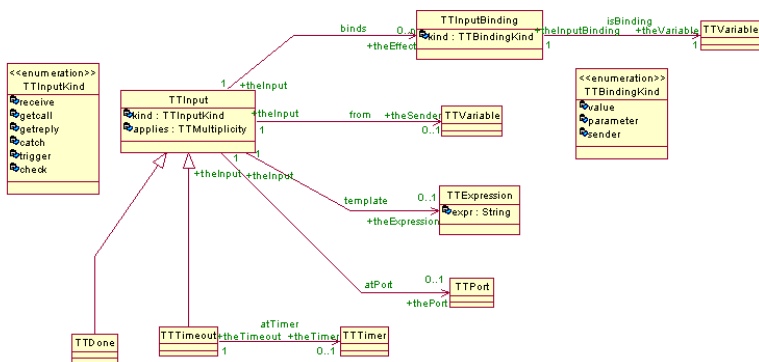 TTInputBinding
kind : TTBindingKind
isBinding
+theInputBinding
+theVariable
1
1
TTVariable
binds
0..n
+theEffect
1
+theInput
<<enumeration>>
TTInputKind
receive
getcall
getreply
catch
trigger
check
TTInput
kind : TTInputKind
applies : TTMultiplicity
+theInput
1
from
+theSender
0..1
TTVariable
<<enumeration>>
TTBindingKind
value
parameter
sender
1
1
+theInput
+theInput
template
0..1
+theExpression
TTExpression
expr : String
atPort
0..1
+thePort
TTPort
TTDone
TTTimeout
atTimer
+theTimeout
+theTimer
1
0..1
TTTimer